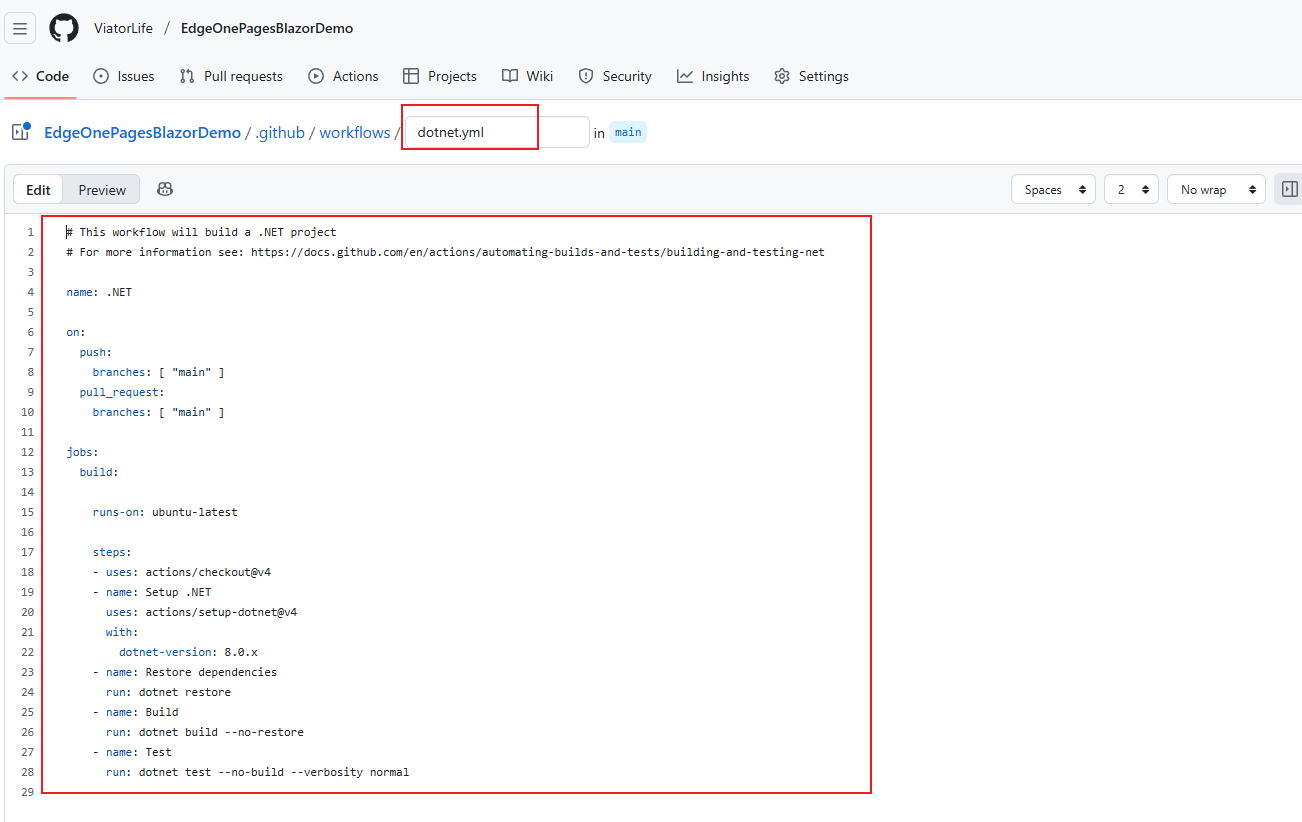 ViatorLife / EdgeOnePagesBlazorDemo
Code Issues Pull requests Actions Projects Wiki Security Insights Settings
EdgeOnePagesBlazorDemo / .github / workflows / dotnet.yml in main
Edit Preview Spaces 2 No wrap
1 # This workflow will build a .NET project
2 # For more information see: https://docs.github.com/en/actions/automating-builds-and-tests/building-and-testing-net
3
4 name: .NET
5
6 on:
7   push:
8     branches: [ "main" ]
9   pull_request:
10     branches: [ "main" ]
11
12 jobs:
13   build:
14
15     runs-on: ubuntu-latest
16
17     steps:
18     - uses: actions/checkout@v4
19     - name: Setup .NET
20       uses: actions/setup-dotnet@v4
21       with:
22         dotnet-version: 8.0.x
23     - name: Restore dependencies
24       run: dotnet restore
25     - name: Build
26       run: dotnet build --no-restore
27     - name: Test
28       run: dotnet test --no-build --verbosity normal
29